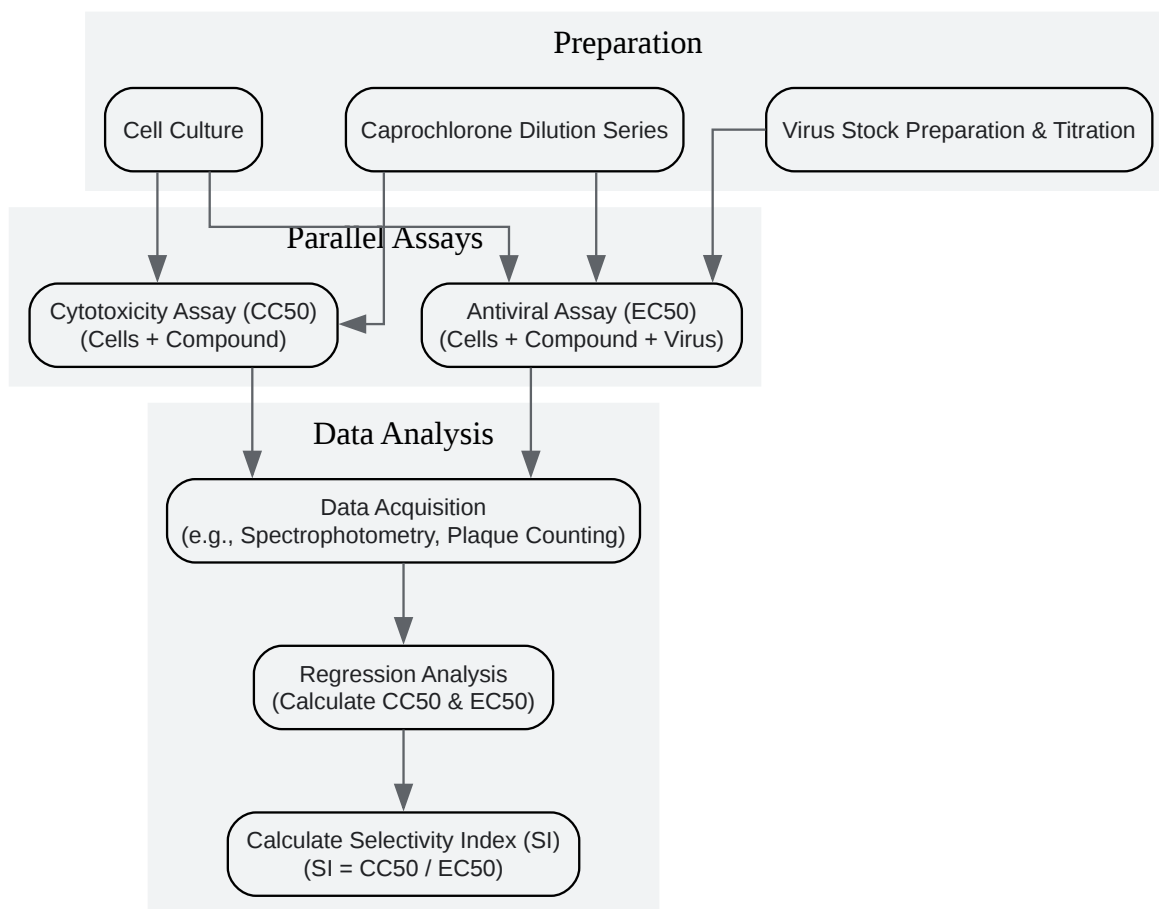 Preparation
Cell Culture
Caprochlorone Dilution Series
Virus Stock Preparation & Titration
Parallel Assays
Cytotoxicity Assay (CC50)
(Cells + Compound)
Antiviral Assay (EC50)
(Cells + Compound + Virus)
Data Analysis
Data Acquisition
(e.g., Spectrophotometry, Plaque Counting)
Regression Analysis
(Calculate CC50 & EC50)
Calculate Selectivity Index (SI)
(SI = CC50 / EC50)